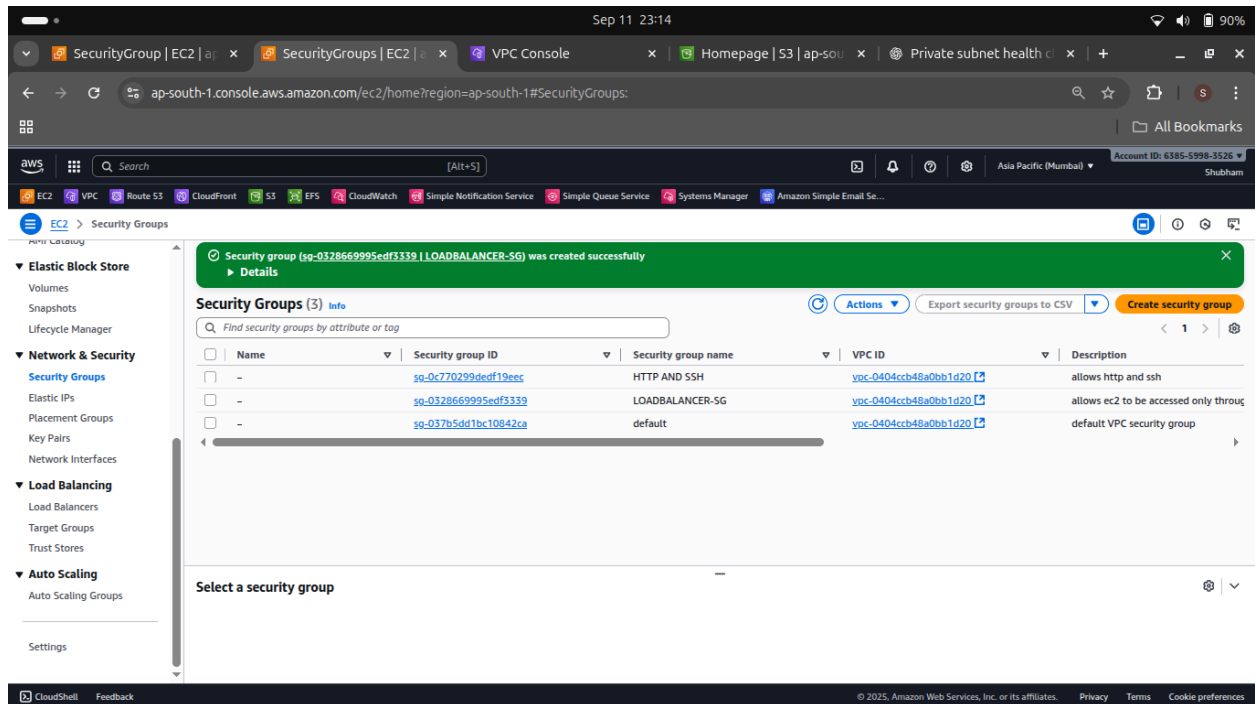 Sep 11 23:14
90%
SecurityGroup | EC2 | ap
SecurityGroups | EC2 | a
VPC Console
Homepage | S3 | ap-sou
Private subnet health cl
ap-south-1.console.aws.amazon.com/ec2/home?region=ap-south-1#SecurityGroups:
S
All Bookmarks
aws
Search
[Alt+S]
Asia Pacific (Mumbai)
Account ID: 6385-5998-3526
Shubham
EC2
VPC
Route 53
CloudFront
S3
EFS
CloudWatch
Simple Notification Service
Simple Queue Service
Systems Manager
Amazon Simple Email Se...
EC2 > Security Groups
AMI Catalog
Elastic Block Store
Volumes
Snapshots
Lifecycle Manager
Network & Security
Security Groups
Elastic IPs
Placement Groups
Key Pairs
Network Interfaces
Load Balancing
Load Balancers
Target Groups
Trust Stores
Auto Scaling
Auto Scaling Groups
Settings
Security group (sg-0328669995edf3339 | LOADBALANCER-SG) was created successfully
Details
Security Groups (3) Info
Actions
Export security groups to CSV
Create security group
Find security groups by attribute or tag
1
Name Security group ID Security group name VPC ID Description
– sg-0c770299dedf19eec HTTP AND SSH vpc-0404ccb48a0bb1d20 allows http and ssh
– sg-0328669995edf3339 LOADBALANCER-SG vpc-0404ccb48a0bb1d20 allows ec2 to be accessed only throug
– sg-037b5dd1bc10842ca default vpc-0404ccb48a0bb1d20 default VPC security group
Select a security group
CloudShell Feedback
© 2025, Amazon Web Services, Inc. or its affiliates. Privacy Terms Cookie preferences